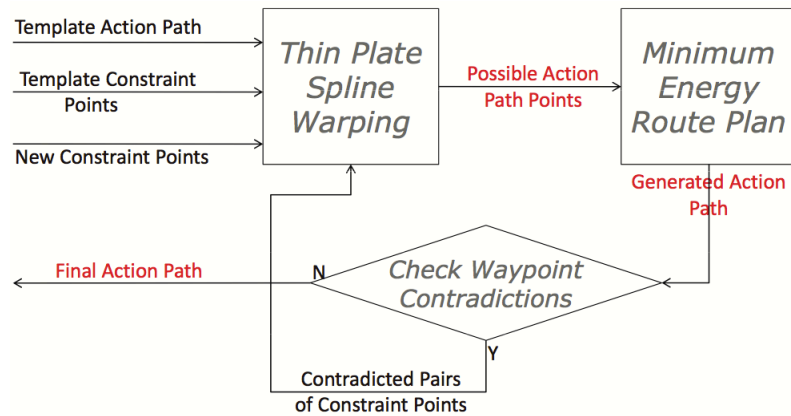 Template Action Path
Template Constraint
Points
New Constraint Points
Thin Plate
Spline
Warping
Possible Action
Path Points
Minimum
Energy
Route Plan
Generated Action
Path
Check Waypoint
Contradictions
N
Final Action Path
Y
Contradicted Pairs
of Constraint Points